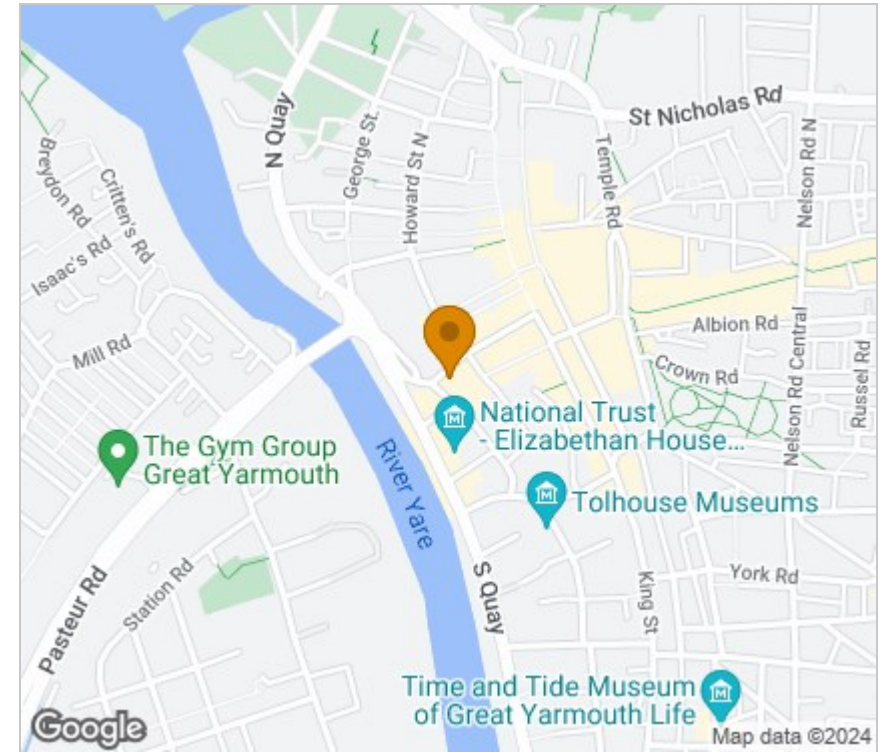 St Nicholas Rd
N Quay
George St.
Howard St N
Temple Rd
Nelson Rd N
Breydon Rd
Critten's Rd
Isaac's Rd
Mill Rd
Albion Rd
Crown Rd
Nelson Rd Central
Russel Rd
National Trust
- Elizabethan House...
The Gym Group
Great Yarmouth
River Yare
Tolhouse Museums
Pasteur Rd
Station Rd
S Quay
King St
York Rd
Time and Tide Museum
of Great Yarmouth Life
Google
Map data ©2024